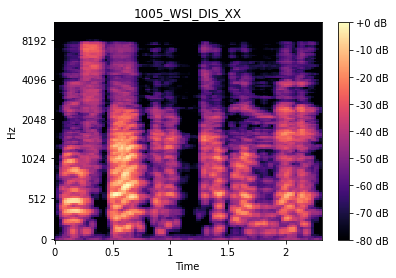 1005_WSI_DIS_XX
8192
4096
2048
1024
512
0
Hz
0
0.5
1
1.5
2
Time
+0 dB
-10 dB
-20 dB
-30 dB
-40 dB
-50 dB
-60 dB
-70 dB
-80 dB